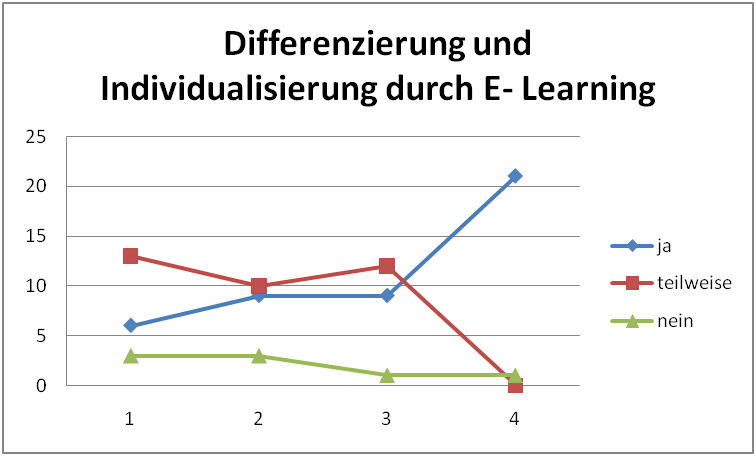 Differenzierung und
Individualisierung durch E- Learning
25
20
15
10
5
0
1 2 3 4
ja
teilweise
nein